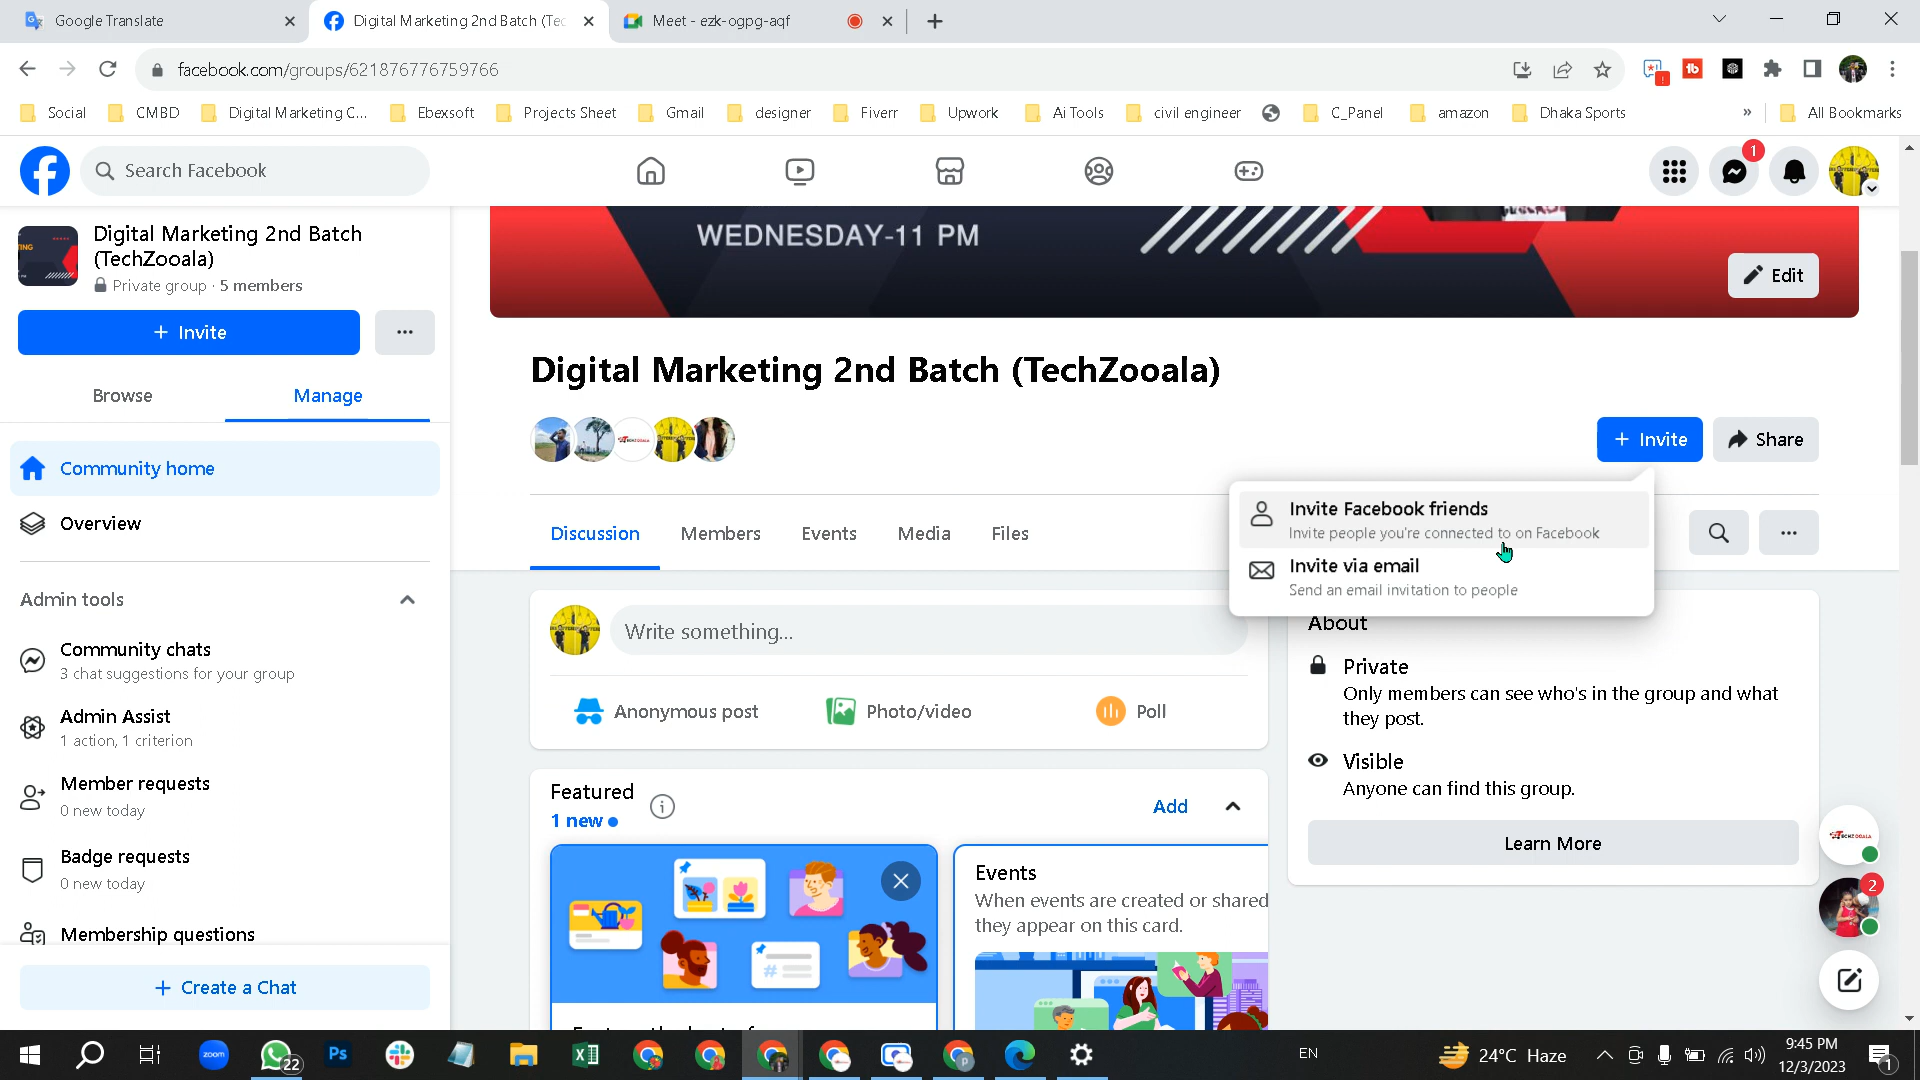 Google Translate
Digital Marketing 2nd Batch (Tec
Meet - ezk-ogpg-aqf
facebook.com/groups/621876776759766
Social
CMBD
Digital Marketing C...
Ebexsoft
Projects Sheet
Gmail
designer
Fiverr
Upwork
Ai Tools
civil engineer
C_Panel
amazon
Dhaka Sports
»
All Bookmarks
Search Facebook
1
Digital Marketing 2nd Batch
(TechZooala)
Private group · 5 members
+ Invite
Browse
Manage
Community home
Overview
Admin tools
Community chats
3 chat suggestions for your group
Admin Assist
1 action, 1 criterion
Member requests
0 new today
Badge requests
0 new today
Membership questions
+ Create a Chat
WEDNESDAY-11 PM
Edit
Digital Marketing 2nd Batch (TechZooala)
+ Invite
Share
Invite Facebook friends
Invite people you're connected to on Facebook
Invite via email
Send an email invitation to people
Discussion
Members
Events
Media
Files
Write something...
Anonymous post
Photo/video
Poll
Featured
1 new
Add
Events
When events are created or shared
they appear on this card.
About
Private
Only members can see who's in the group and what
they post.
Visible
Anyone can find this group.
Learn More
2
zoom
22
Ps
EN
24°C Haze
9:45 PM
12/3/2023
1